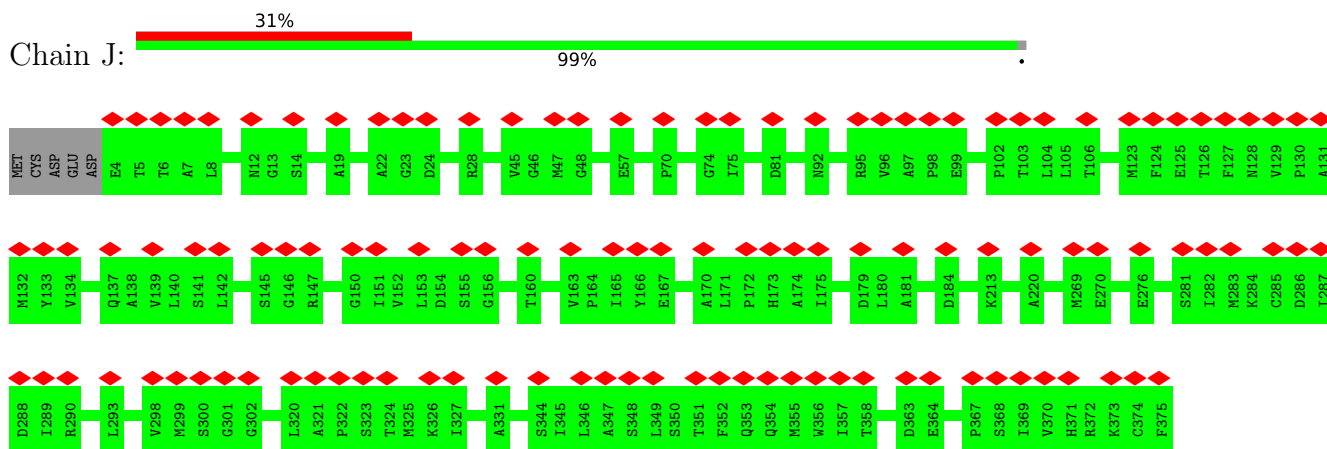 31%
Chain J:
99%
.
MET CYS ASP GLU ASP E4 T5 T6 A7 L8 N12 G13 S14 A19 A22 G23 D24 R28 V45 G46 M47 G48 E57 P70 G74 I75 D81 N92 R95 V96 A97 P98 E99 P102 T103 L104 L105 T106 M123 F124 E125 T126 F127 N128 V129 P130 A131
M132 Y133 V134 Q137 A138 V139 L140 S141 L142 S145 G146 R147 G150 I151 V152 L153 D154 S155 G156 T160 V163 P164 I165 Y166 E167 A170 L171 P172 H173 A174 I175 D179 L180 A181 D184 K213 A220 M269 E270 E276 S281 I282 M283 K284 C285 D286 I287
D288 I289 R290 L293 V298 M299 S300 G301 G302 L320 A321 P322 S323 T324 M325 K326 I327 A331 S344 I345 L346 A347 S348 L349 S350 T351 F352 Q353 Q354 M355 W356 I357 T358 D363 E364 P367 S368 I369 V370 H371 R372 K373 C374 F375